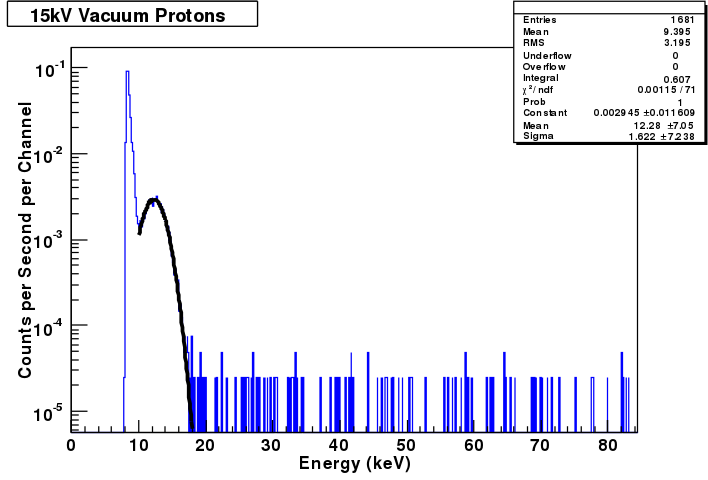 15kV Vacuum Protons
Entries 1681
Mean 9.395
RMS 3.195
Underflow 0
Overflow 0
Integral 0.607
χ²/ndf 0.00115 / 71
Prob 1
Constant 0.002945 ±0.011609
Mean 12.28 ±7.05
Sigma 1.622 ±7.238
Counts per Second per Channel
10⁻¹
10⁻²
10⁻³
10⁻⁴
10⁻⁵
0 10 20 30 40 50 60 70 80
Energy (keV)